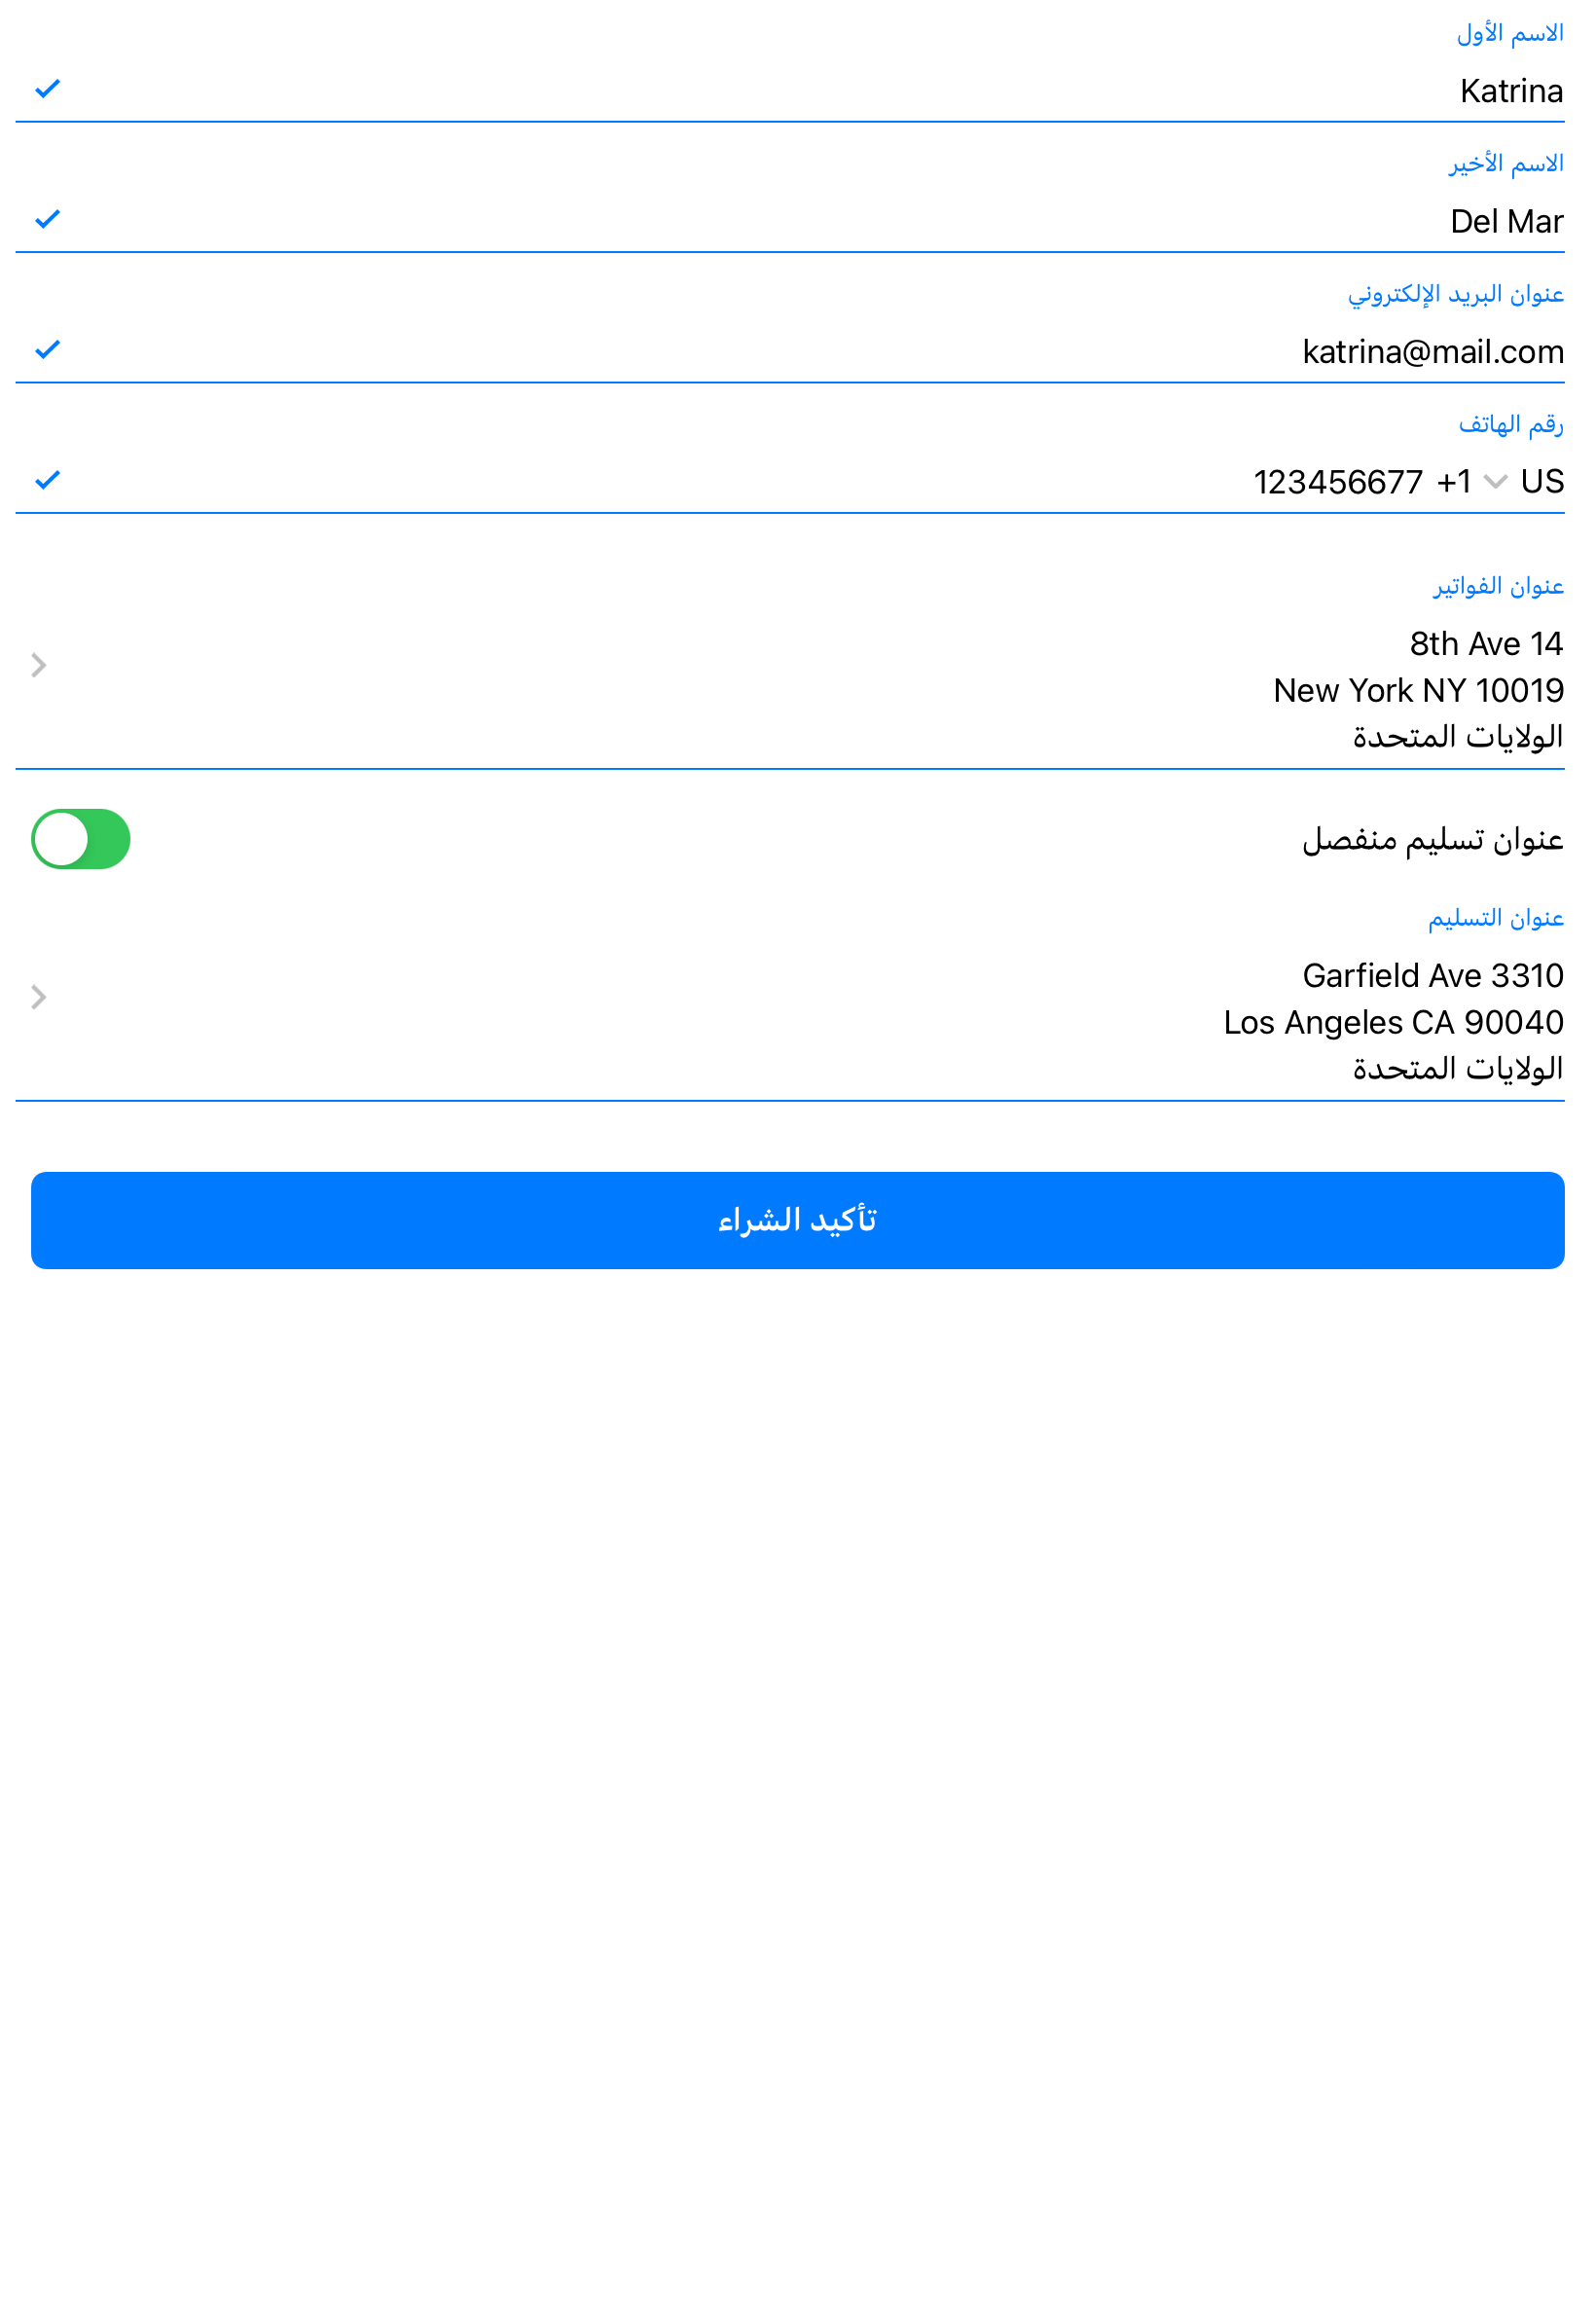 الاسم الأول
Katrina
الاسم الأخير
Del Mar
عنوان البريد الإلكتروني
katrina@mail.com
رقم الهاتف
US +1 123456677
عنوان الفواتير
8th Ave 14
New York NY 10019
الولايات المتحدة
عنوان تسليم منفصل
عنوان التسليم
Garfield Ave 3310
Los Angeles CA 90040
الولايات المتحدة
تأكيد الشراء